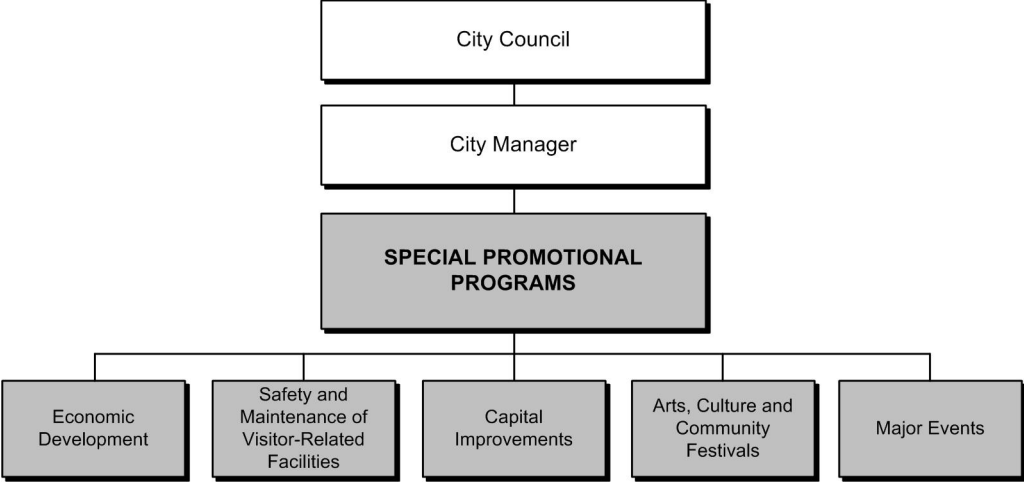 City Council
City Manager
SPECIAL PROMOTIONAL
PROGRAMS
Economic
Development
Safety and
Maintenance of
Visitor-Related
Facilities
Capital
Improvements
Arts, Culture and
Community
Festivals
Major Events